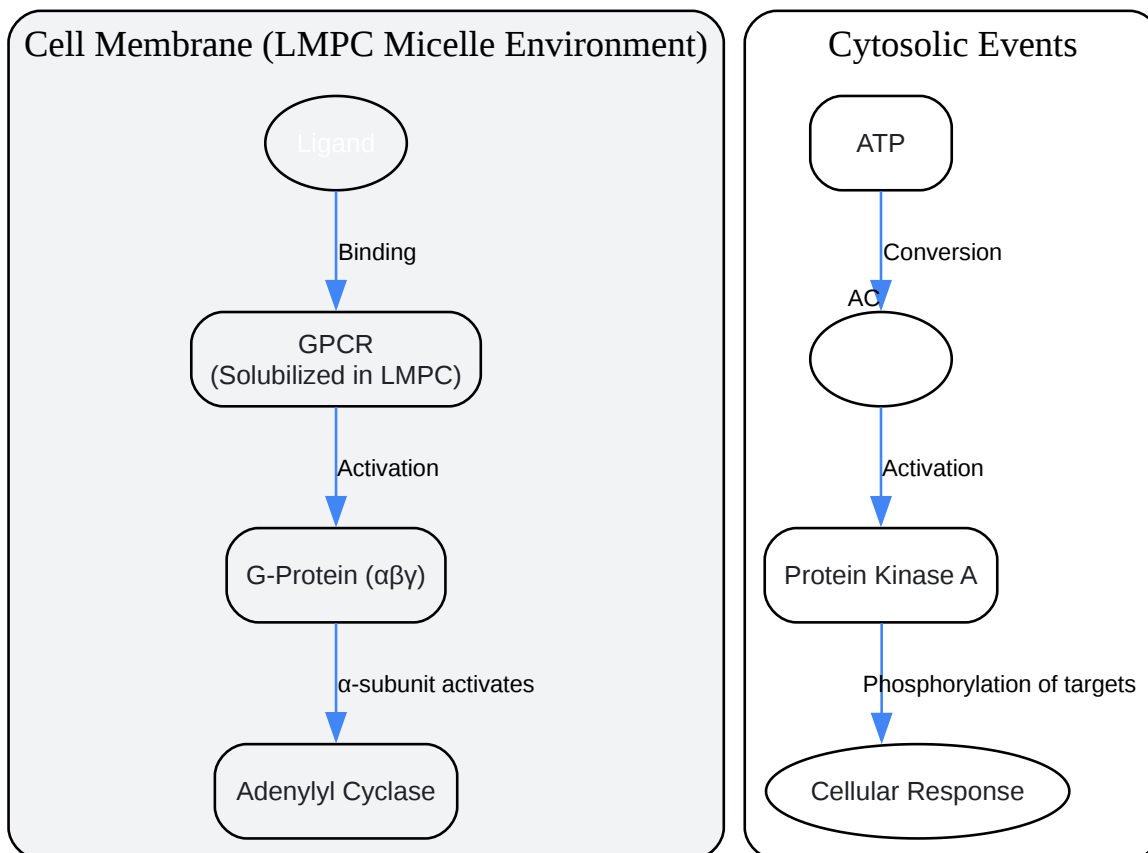 Cell Membrane (LMPC Micelle Environment)
Ligand
Binding
GPCR
(Solubilized in LMPC)
Activation
G-Protein (αβγ)
α-subunit activates
Adenylyl Cyclase
Cytosolic Events
ATP
Conversion
AC
Activation
Protein Kinase A
Phosphorylation of targets
Cellular Response